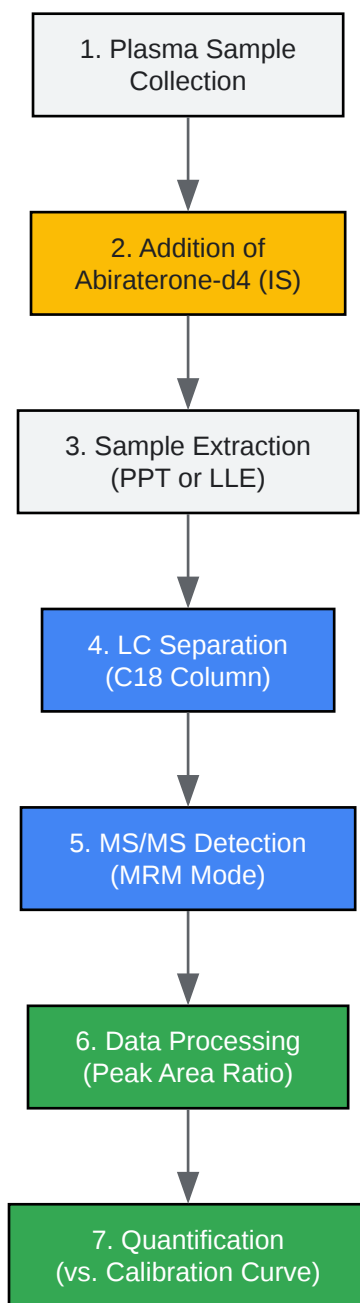 1. Plasma Sample
Collection
2. Addition of
Abiraterone-d4 (IS)
3. Sample Extraction
(PPT or LLE)
4. LC Separation
(C18 Column)
5. MS/MS Detection
(MRM Mode)
6. Data Processing
(Peak Area Ratio)
7. Quantification
(vs. Calibration Curve)